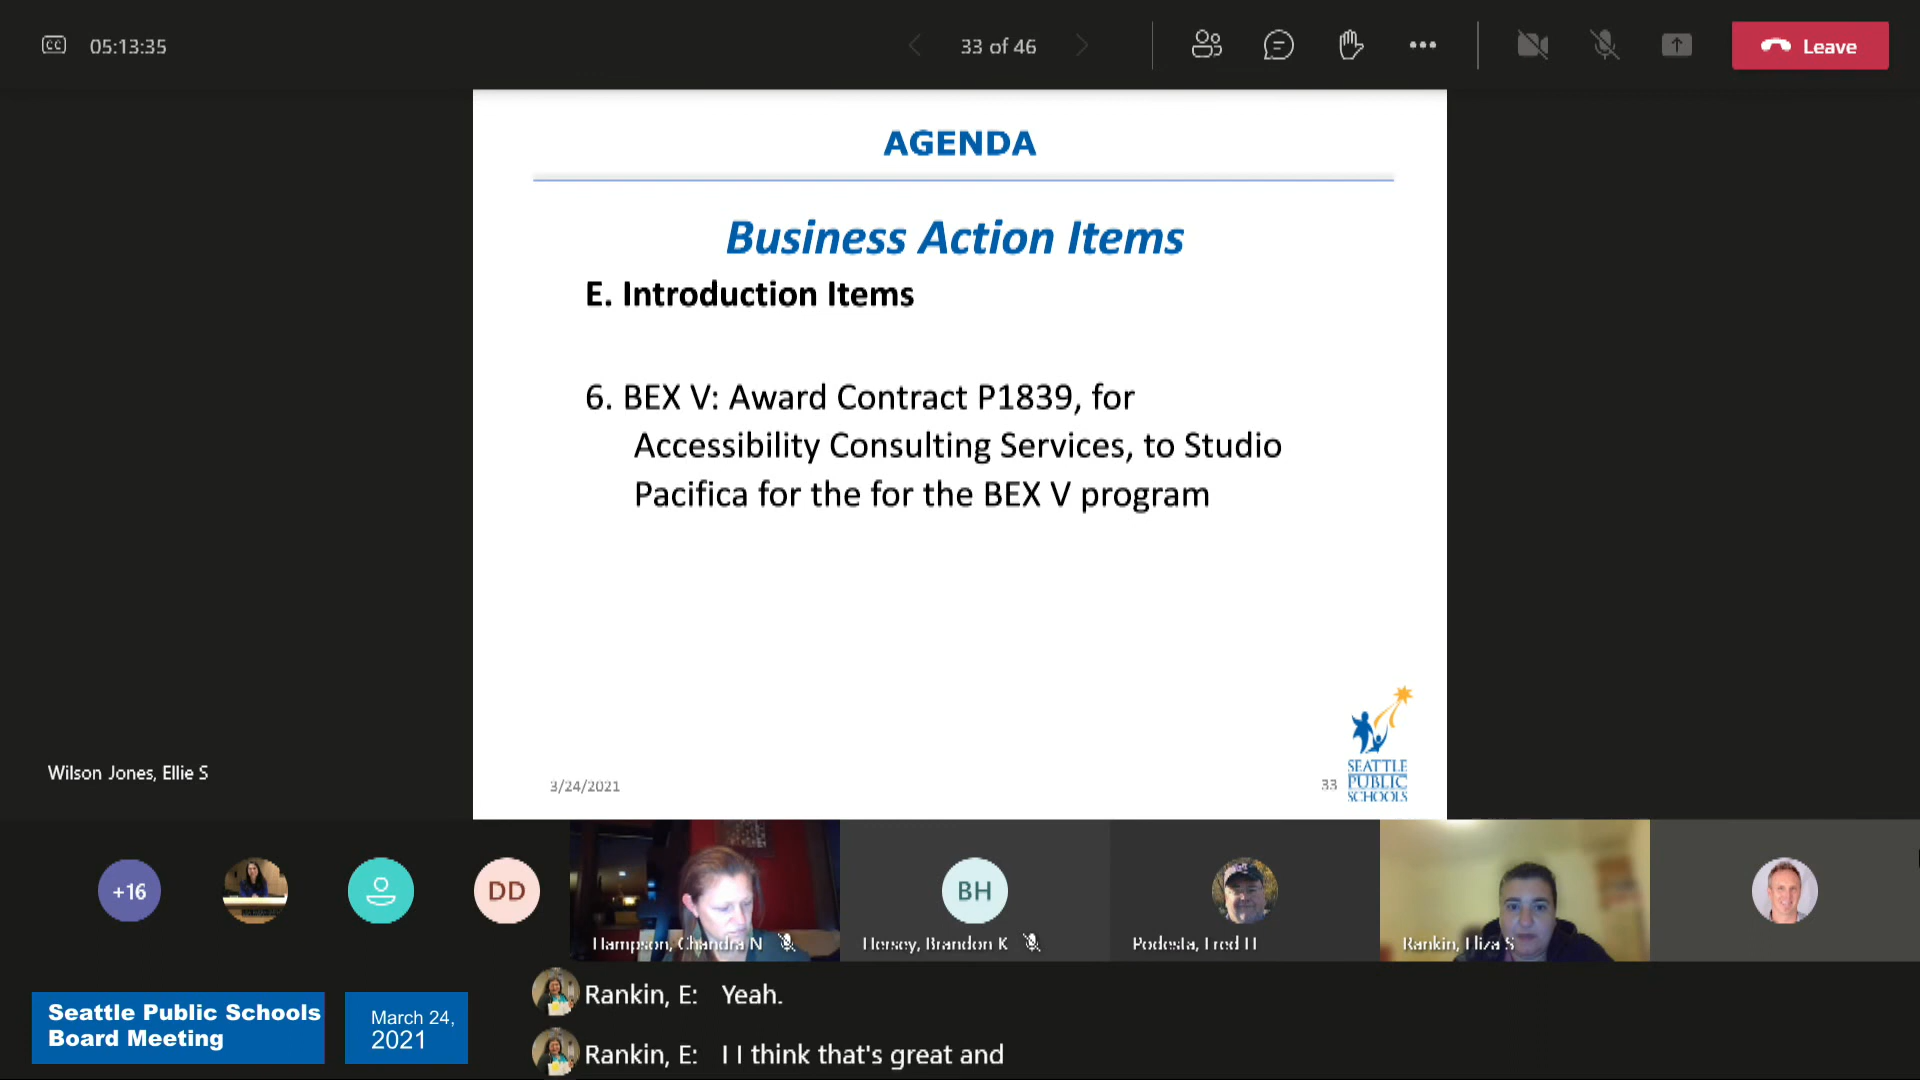 05:13:35
33 of 46
Leave
AGENDA
Business Action Items
E. Introduction Items
6. BEX V: Award Contract P1839, for
Accessibility Consulting Services, to Studio
Pacifica for the for the BEX V program
3/24/2021
33
SEATTLE
PUBLIC
SCHOOLS
Wilson Jones, Ellie S
+16
DD
Hampson, Chandra N
BH
Hersey, Brandon K
Podesta, Fred H
Rankin, Eliza S
Rankin, E: Yeah.
Rankin, E: I I think that's great and
Seattle Public Schools
Board Meeting
March 24,
2021